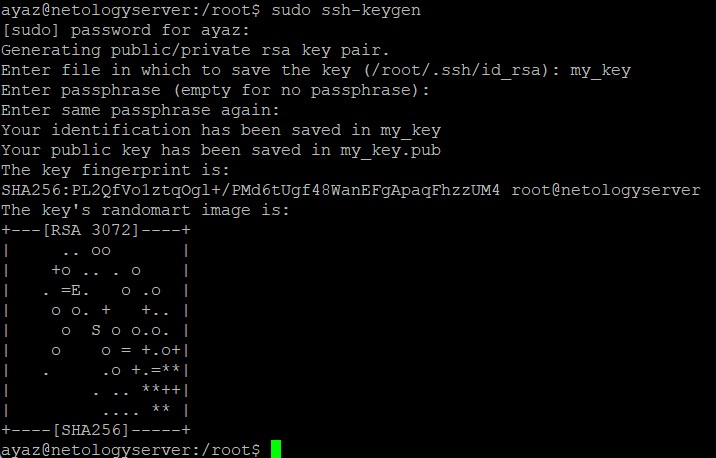 ayaz@netologyserver:/root$ sudo ssh-keygen
[sudo] password for ayaz:
Generating public/private rsa key pair.
Enter file in which to save the key (/root/.ssh/id_rsa): my_key
Enter passphrase (empty for no passphrase):
Enter same passphrase again:
Your identification has been saved in my_key
Your public key has been saved in my_key.pub
The key fingerprint is:
SHA256:PL2QfVo1ztqOgl+/PMd6tUgf48WanEFgApaqFhzzUM4 root@netologyserver
The key's randomart image is:
+---[RSA 3072]----+
|     .. oo       |
|    +o .. . o    |
|   . =E.   o .o  |
|    o o. +   +.. |
|     o  S o o.o. |
|    o    o = +.o+|
|   .     .o +.=**|
|        . .. **++|
|         .... ** |
+----[SHA256]-----+
ayaz@netologyserver:/root$